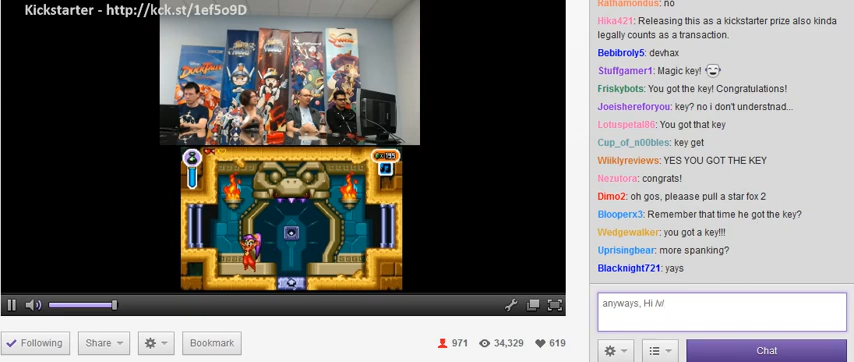 Kickstarter - http://kck.st/1ef5o9D
DUCKTALES
Following
Share
Bookmark
971
34,329
619
Rathamondus: no
Hika421: Releasing this as a kickstarter prize also kinda
legally counts as a transaction.
Bebibroly5: devhax
Stuffgamer1: Magic key!
Friskybots: You got the key! Congratulations!
Joeishereforyou: key? no i don't understnad...
Lotuspetal86: You got that key
Cup_of_n00bles: key get
Wiiklyreviews: YES YOU GOT THE KEY
Nezutora: congrats!
Dimo2: oh gos, pleaase pull a star fox 2
Blooperx3: Remember that time he got the key?
Wedgewalker: you got a key!!!
Uprisingbear: more spanking?
Blacknight721: yays
anyways, Hi /v/
Chat